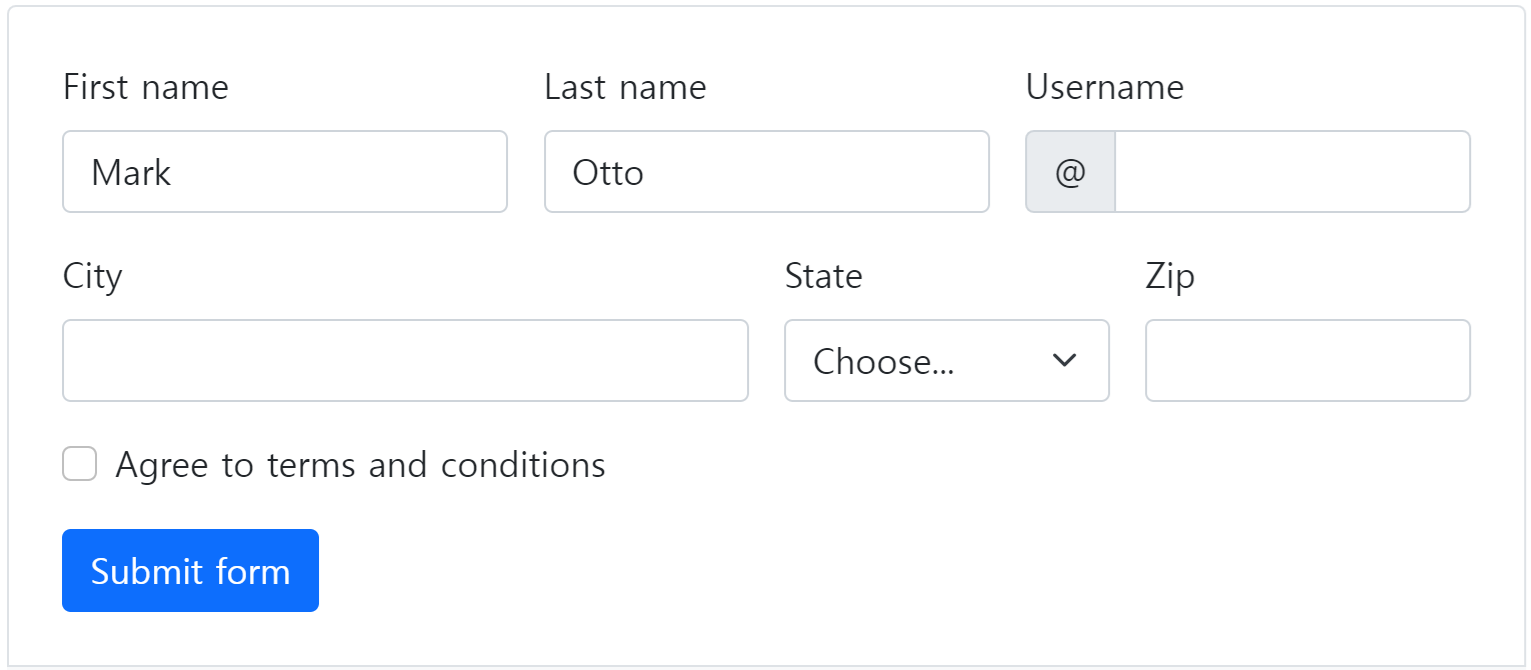 First name Last name Username
Mark Otto @
City State Zip
Choose...
Agree to terms and conditions
Submit form